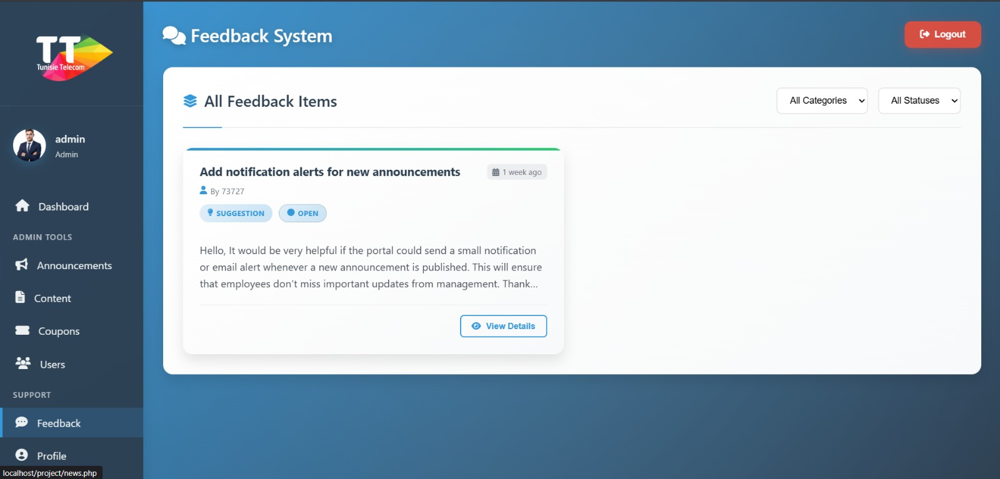 TT
Tunisie Telecom
admin
Admin
Dashboard
ADMIN TOOLS
Announcements
Content
Coupons
Users
SUPPORT
Feedback
Profile
localhost/project/news.php
Feedback System
Logout
All Feedback Items
All Categories
All Statuses
Add notification alerts for new announcements
1 week ago
By 73727
SUGGESTION
OPEN
Hello, It would be very helpful if the portal could send a small notification
or email alert whenever a new announcement is published. This will ensure
that employees don’t miss important updates from management. Thank...
View Details